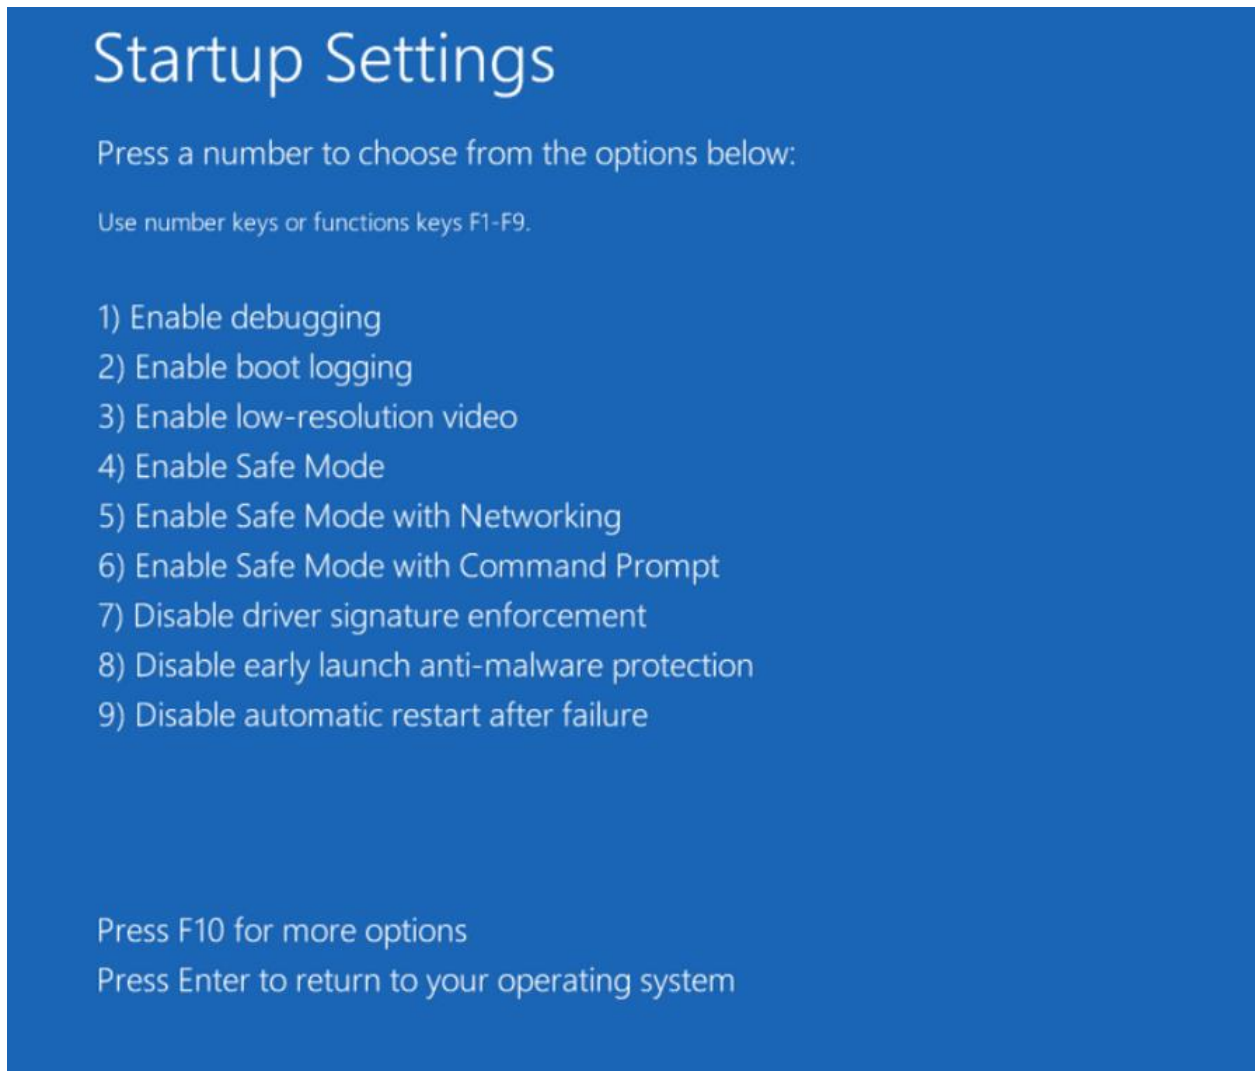 Startup Settings
Press a number to choose from the options below:
Use number keys or functions keys F1-F9.
1) Enable debugging
2) Enable boot logging
3) Enable low-resolution video
4) Enable Safe Mode
5) Enable Safe Mode with Networking
6) Enable Safe Mode with Command Prompt
7) Disable driver signature enforcement
8) Disable early launch anti-malware protection
9) Disable automatic restart after failure
Press F10 for more options
Press Enter to return to your operating system